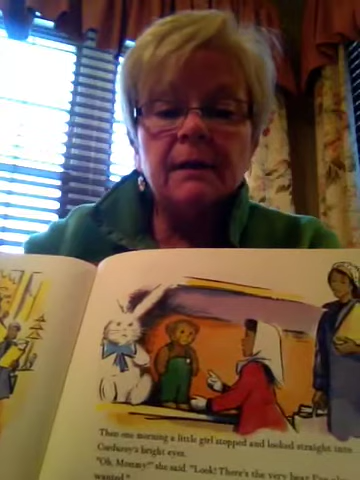 Then one morning a little girl stopped and looked straight into
Corduroy's bright eyes.
"Oh, Mommy!" she said. "Look! There's the very bear I've
wanted."